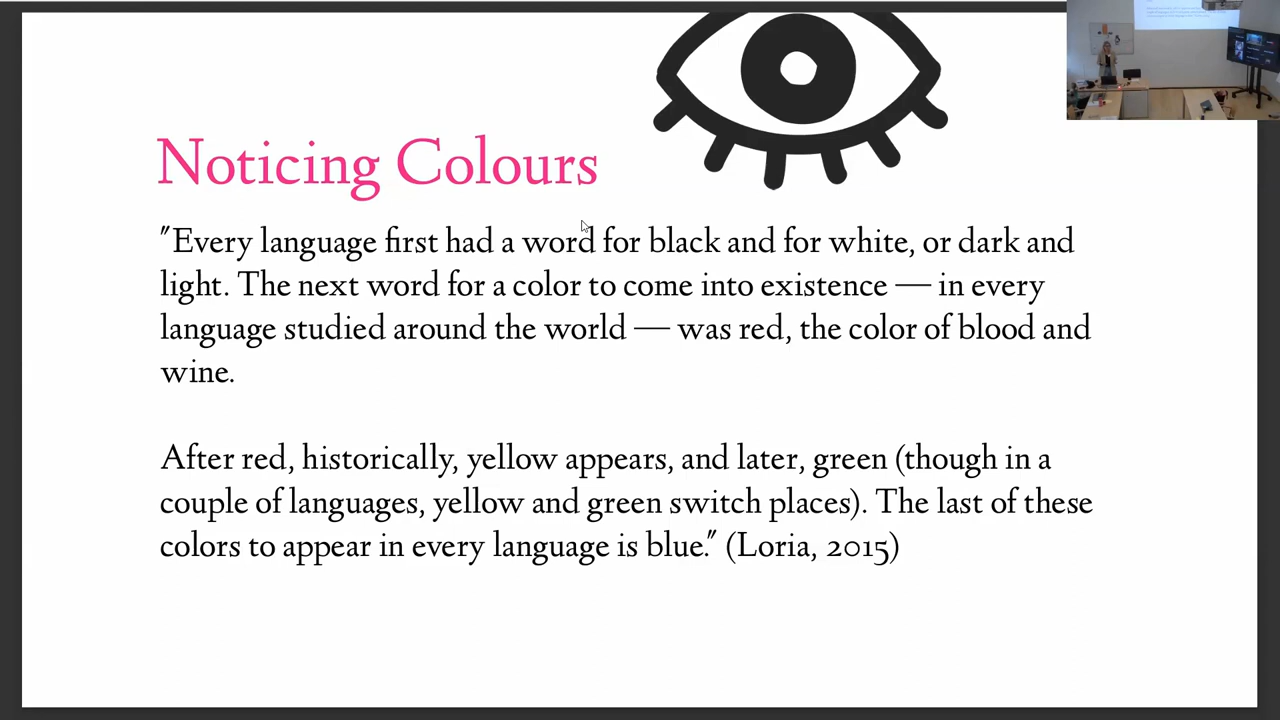 Noticing Colours
"Every language first had a word for black and for white, or dark and
light. The next word for a color to come into existence — in every
language studied around the world — was red, the color of blood and
wine.
After red, historically, yellow appears, and later, green (though in a
couple of languages, yellow and green switch places). The last of these
colors to appear in every language is blue." (Loria, 2015)